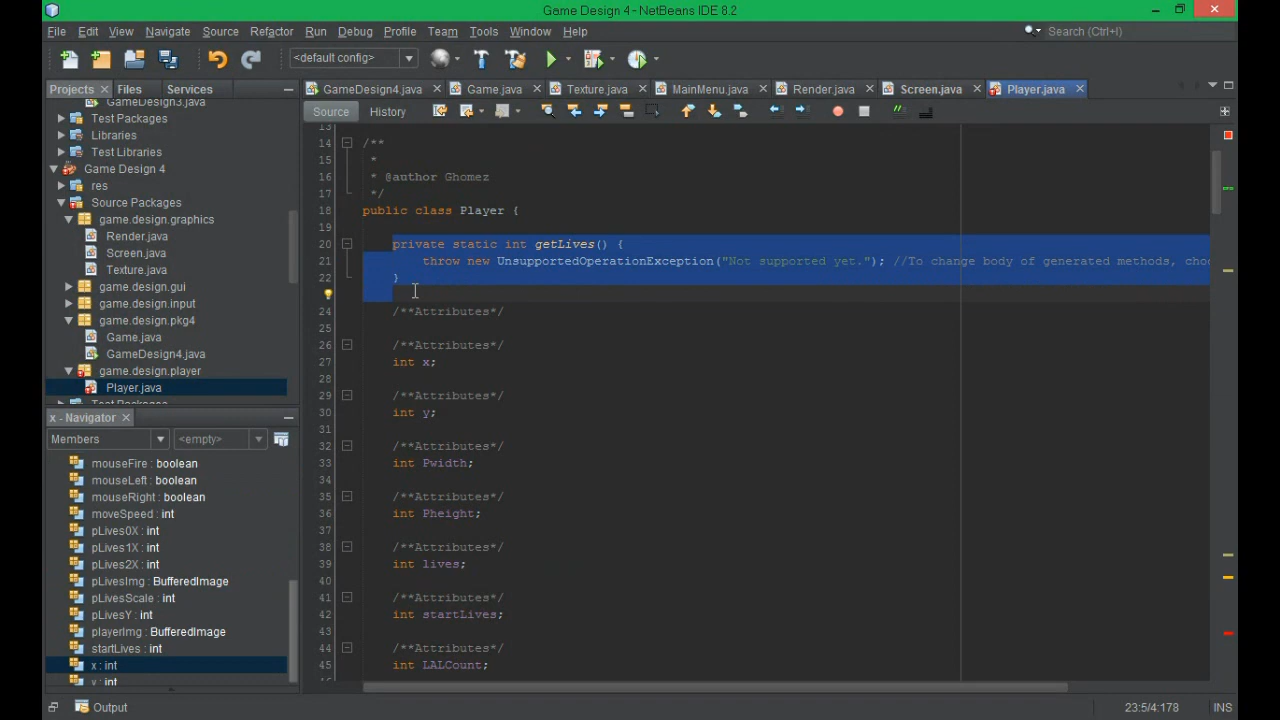 Game Design 4 - NetBeans IDE 8.2
File Edit View Navigate Source Refactor Run Debug Profile Team Tools Window Help
Search (Ctrl+I)
<default config>
Projects Files Services
GameDesign4.java Game.java Texture.java MainMenu.java Render.java Screen.java Player.java
Source History
GameDesign3.java
Test Packages
Libraries
Test Libraries
Game Design 4
res
Source Packages
game.design.graphics
Render.java
Screen.java
Texture.java
game.design.gui
game.design.input
game.design.pkg4
Game.java
GameDesign4.java
game.design.player
Player.java
Test Packages
x - Navigator
Members <empty>
mouseFire : boolean
mouseLeft : boolean
mouseRight : boolean
moveSpeed : int
pLives0X : int
pLives1X : int
pLives2X : int
pLivesImg : BufferedImage
pLivesScale : int
pLivesY : int
playerImg : BufferedImage
startLives : int
x : int
y : int
13
14 /**
15 *
16 * @author Ghomez
17 */
18 public class Player {
19
20 private static int getLives() {
21 throw new UnsupportedOperationException("Not supported yet."); //To change body of generated methods, choo
22 }
24 /**Attributes*/
25
26 /**Attributes*/
27 int x;
28
29 /**Attributes*/
30 int y;
31
32 /**Attributes*/
33 int Pwidth;
34
35 /**Attributes*/
36 int Pheight;
37
38 /**Attributes*/
39 int lives;
40
41 /**Attributes*/
42 int startLives;
43
44 /**Attributes*/
45 int LALCount;
Output
23:5/4:178 INS